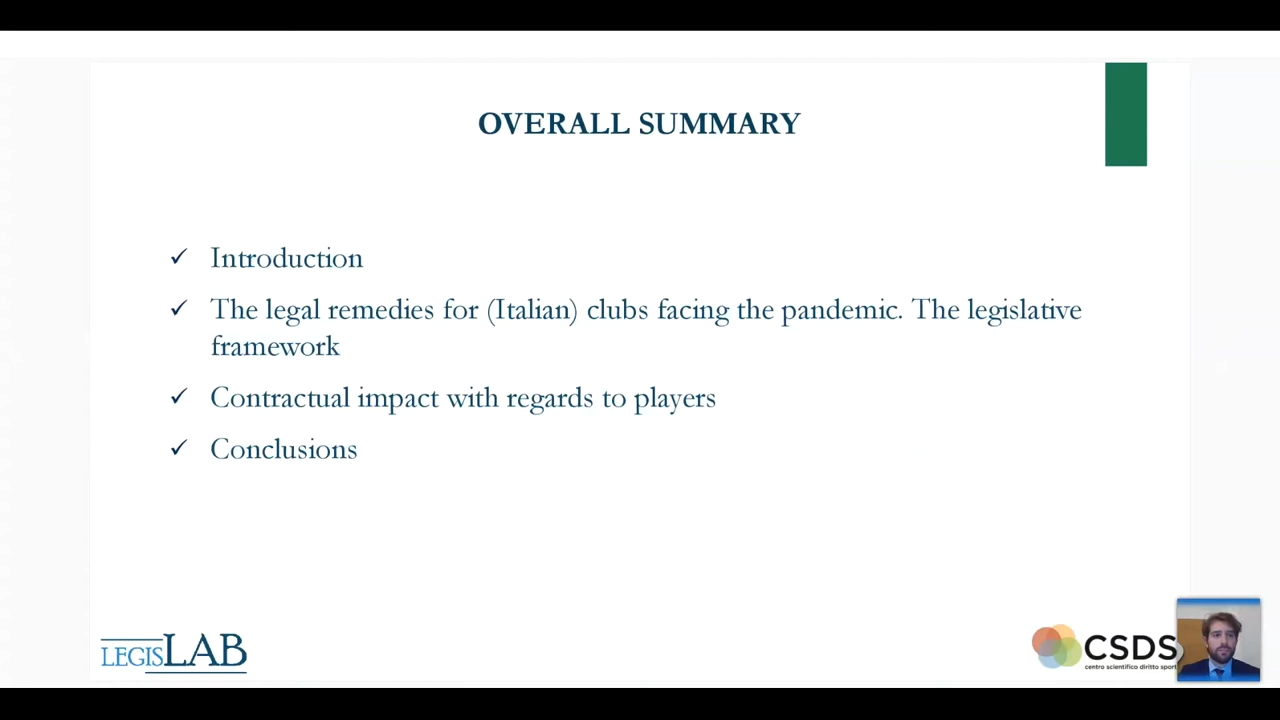 OVERALL SUMMARY
✓ Introduction
✓ The legal remedies for (Italian) clubs facing the pandemic. The legislative
framework
✓ Contractual impact with regards to players
✓ Conclusions
LEGISLAB
CSDS
centro scientifico diritto sport